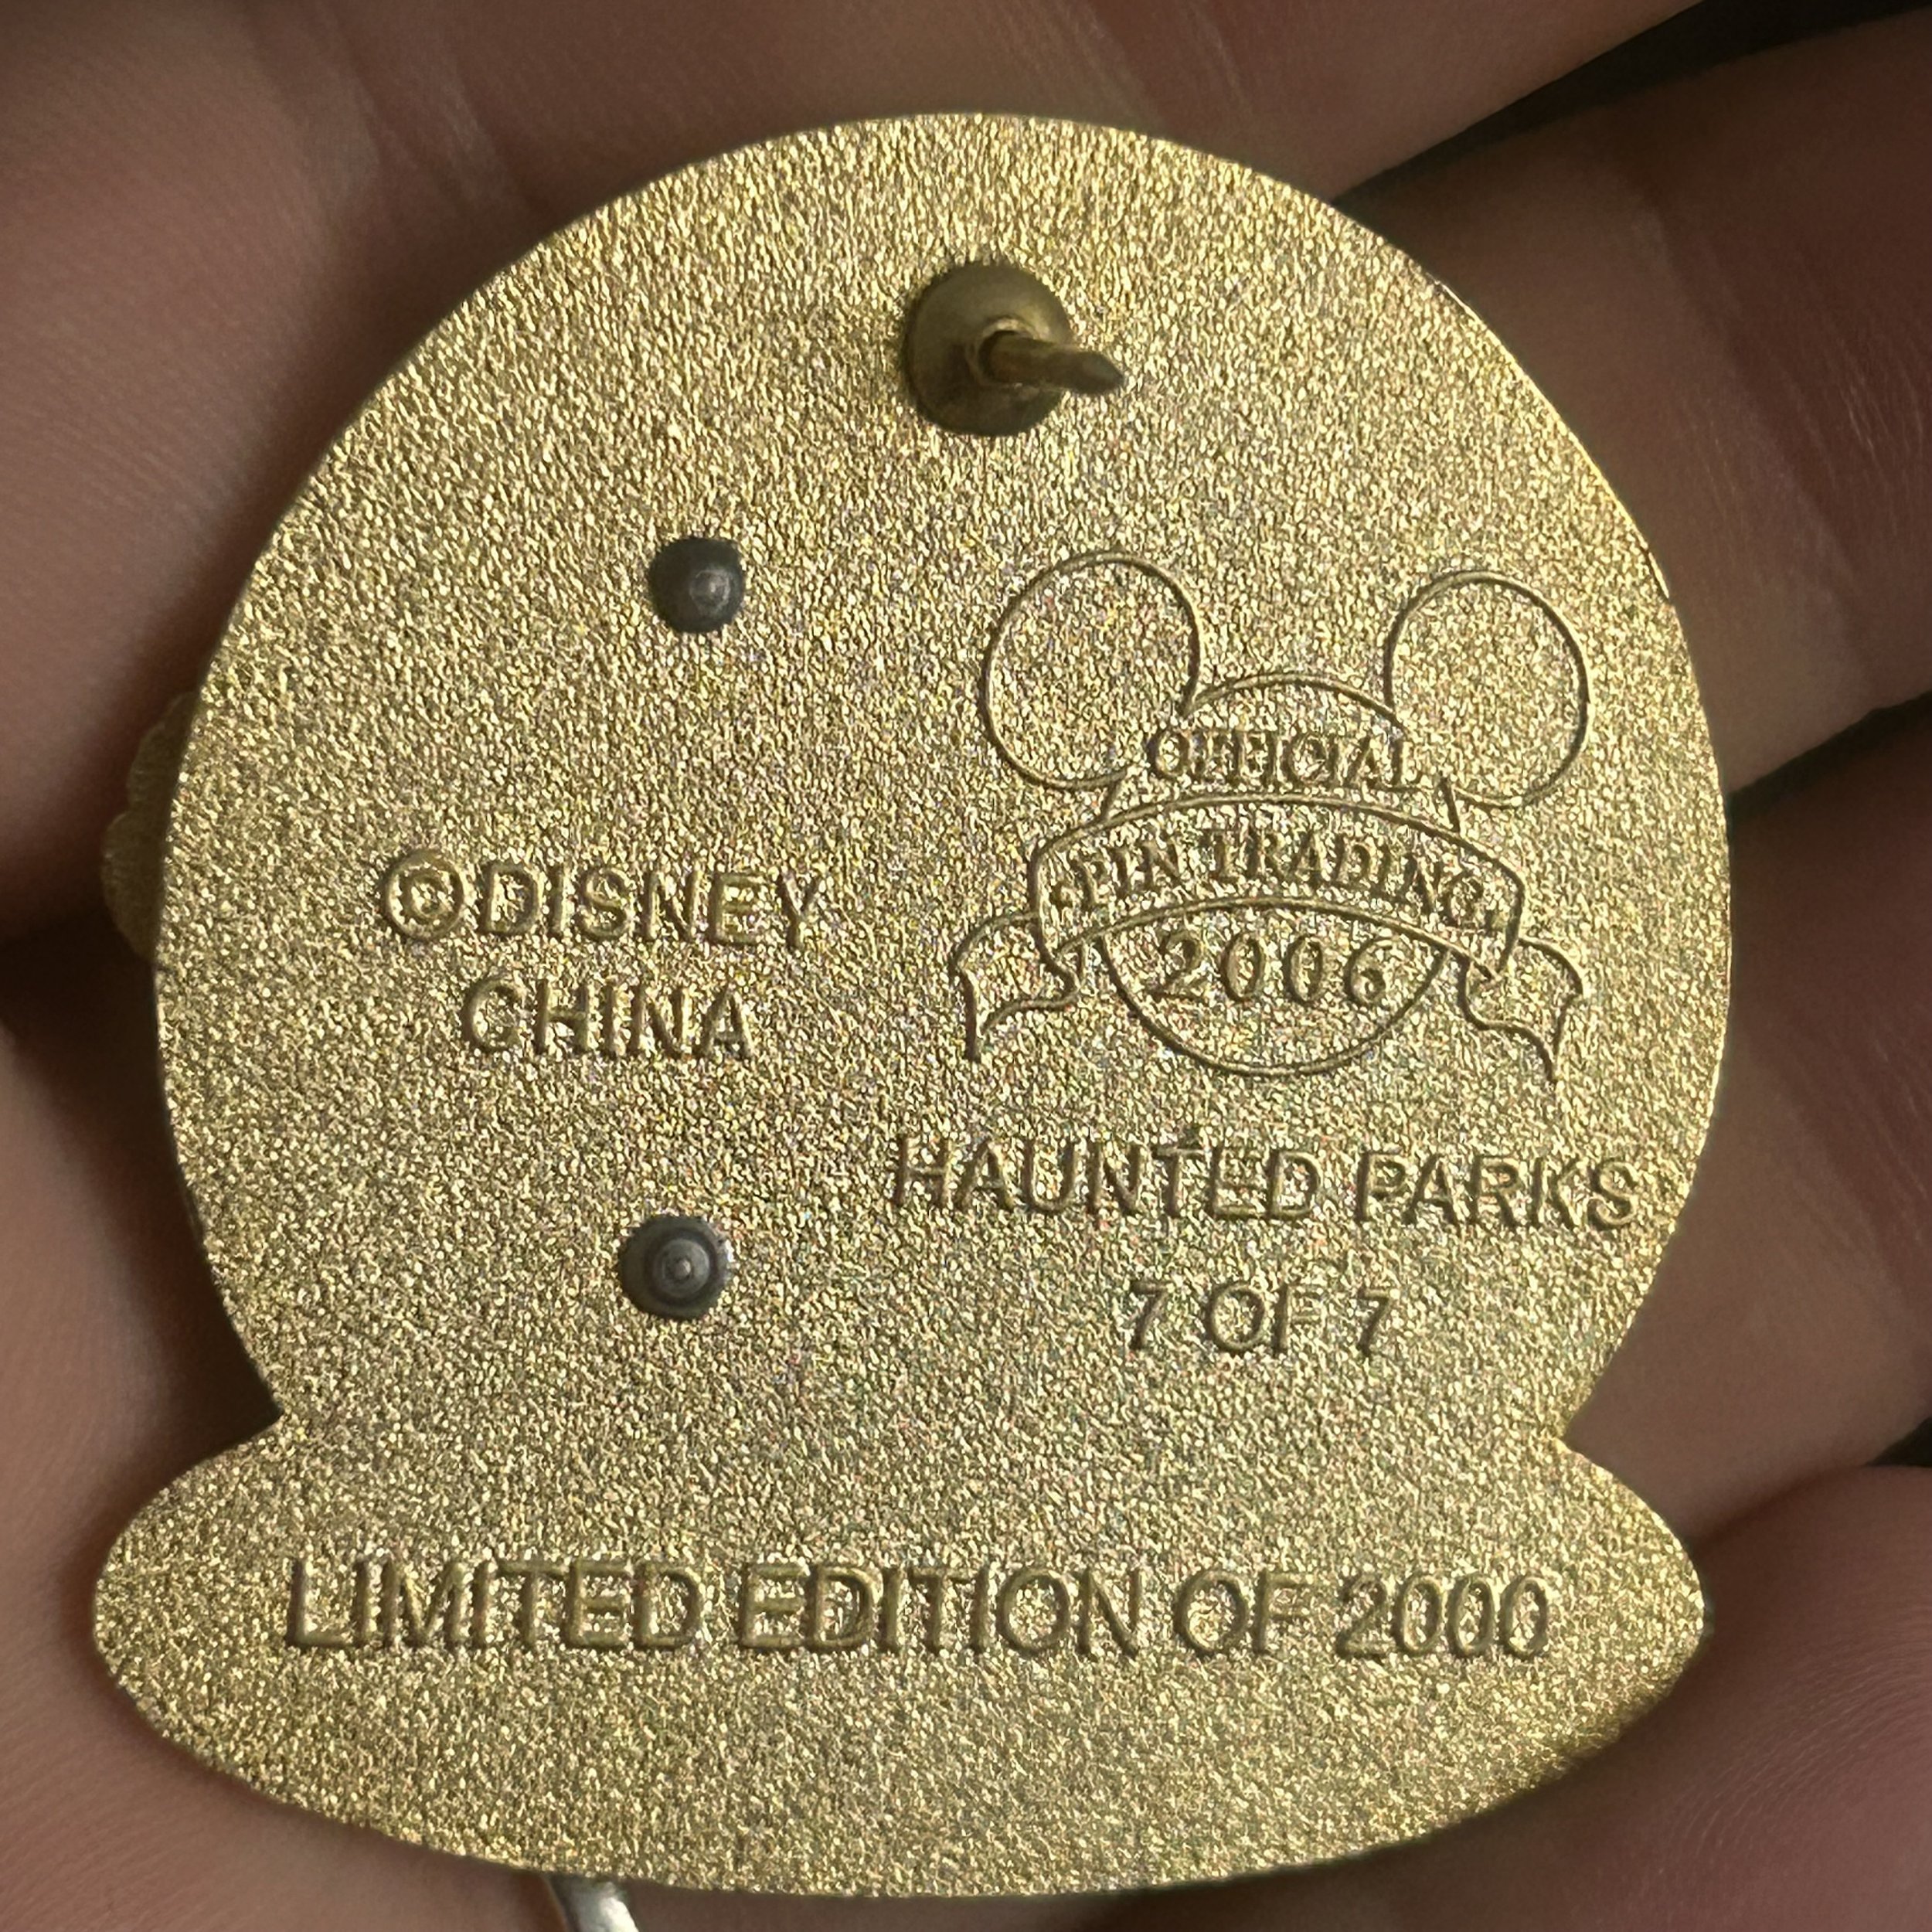 ©DISNEY
CHINA
OFFICIAL
·PIN TRADING·
2006
HAUNTED PARKS
7 OF 7
LIMITED EDITION OF 2000